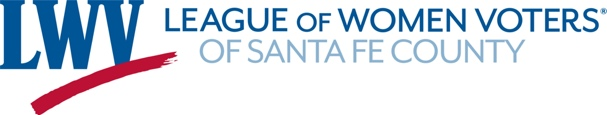 LWV
LEAGUE OF WOMEN VOTERS®
OF SANTA FE COUNTY